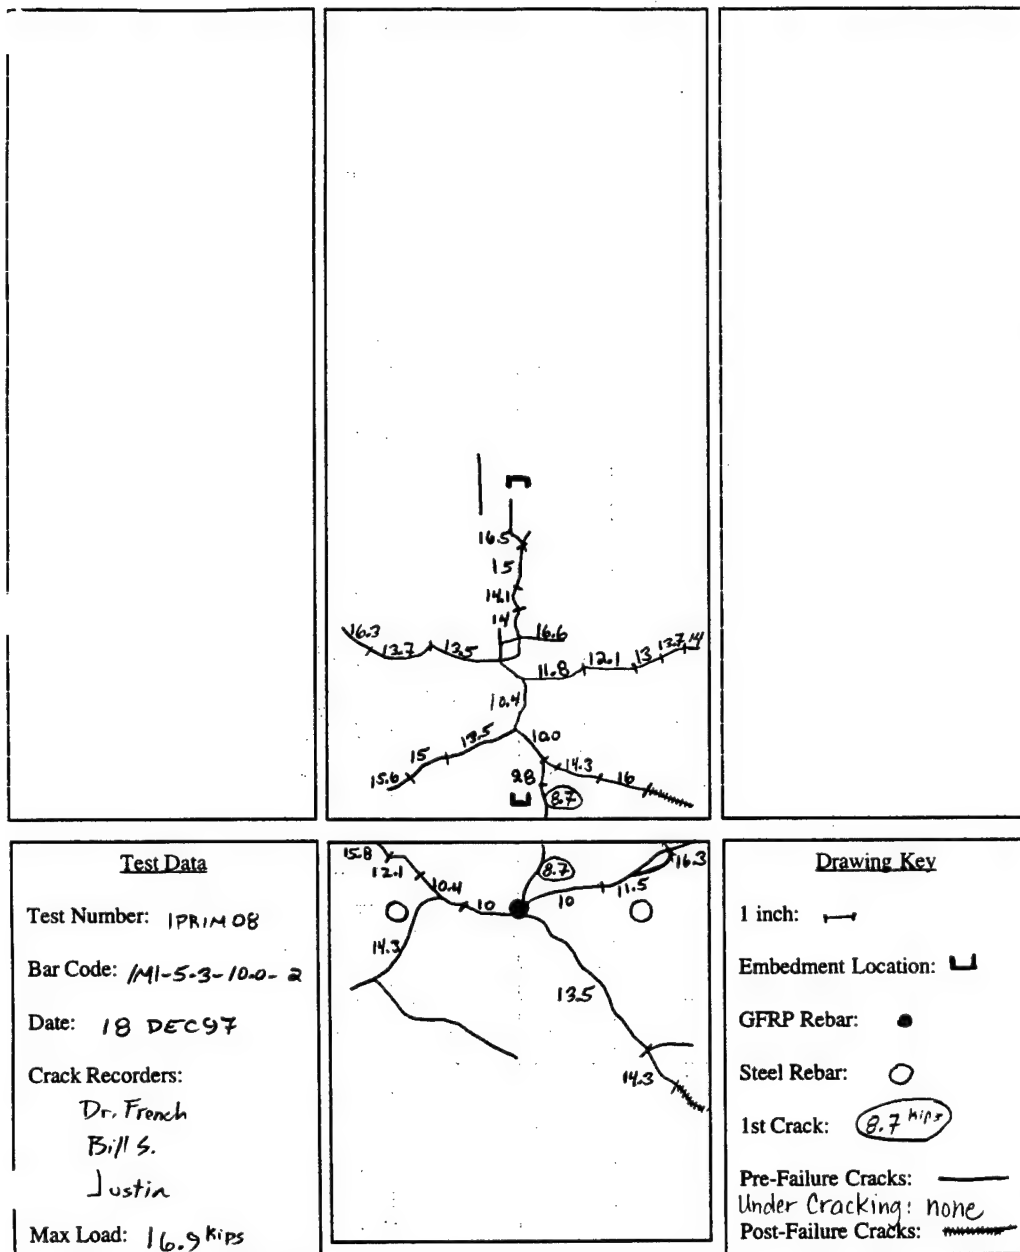 16.5
15
14.1
14
16.3
13.7
13.5
16.6
11.8
12.1
13
13.7
14
10.4
13.5
10.0
15
15.6
14.3
16
9.8
8.7
Test Data
Test Number: 1PRIM08
Bar Code: 1M1-5-3-10.0-2
Date: 18 DEC97
Crack Recorders:
Dr. French
Bill S.
Justin
Max Load: 16.9 kips
15.8
12.1
10.4
10
8.7
10
11.5
16.3
14.3
13.5
14.3
Drawing Key
1 inch:
Embedment Location:
GFRP Rebar:
Steel Rebar:
1st Crack: 8.7 kips
Pre-Failure Cracks:
Under Cracking: none
Post-Failure Cracks: